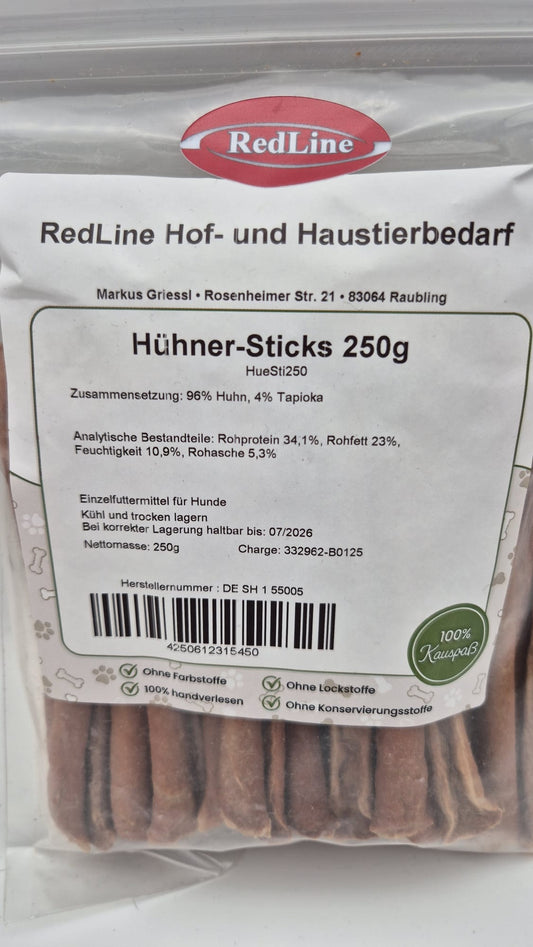 RedLine
RedLine Hof- und Haustierbedarf
Markus Griessl • Rosenheimer Str. 21 • 83064 Raubling
Hühner-Sticks 250g
HueSti250
Zusammensetzung: 96% Huhn, 4% Tapioka
Analytische Bestandteile: Rohprotein 34,1%, Rohfett 23%,
Feuchtigkeit 10,9%, Rohasche 5,3%
Einzelfuttermittel für Hunde
Kühl und trocken lagern
Bei korrekter Lagerung haltbar bis: 07/2026
Nettomasse: 250g Charge: 332962-B0125
Herstellernummer : DE SH 1 55005
4250612315450
100%
Kauspaß
Ohne Farbstoffe
Ohne Lockstoffe
100% handverlesen
Ohne Konservierungsstoffe